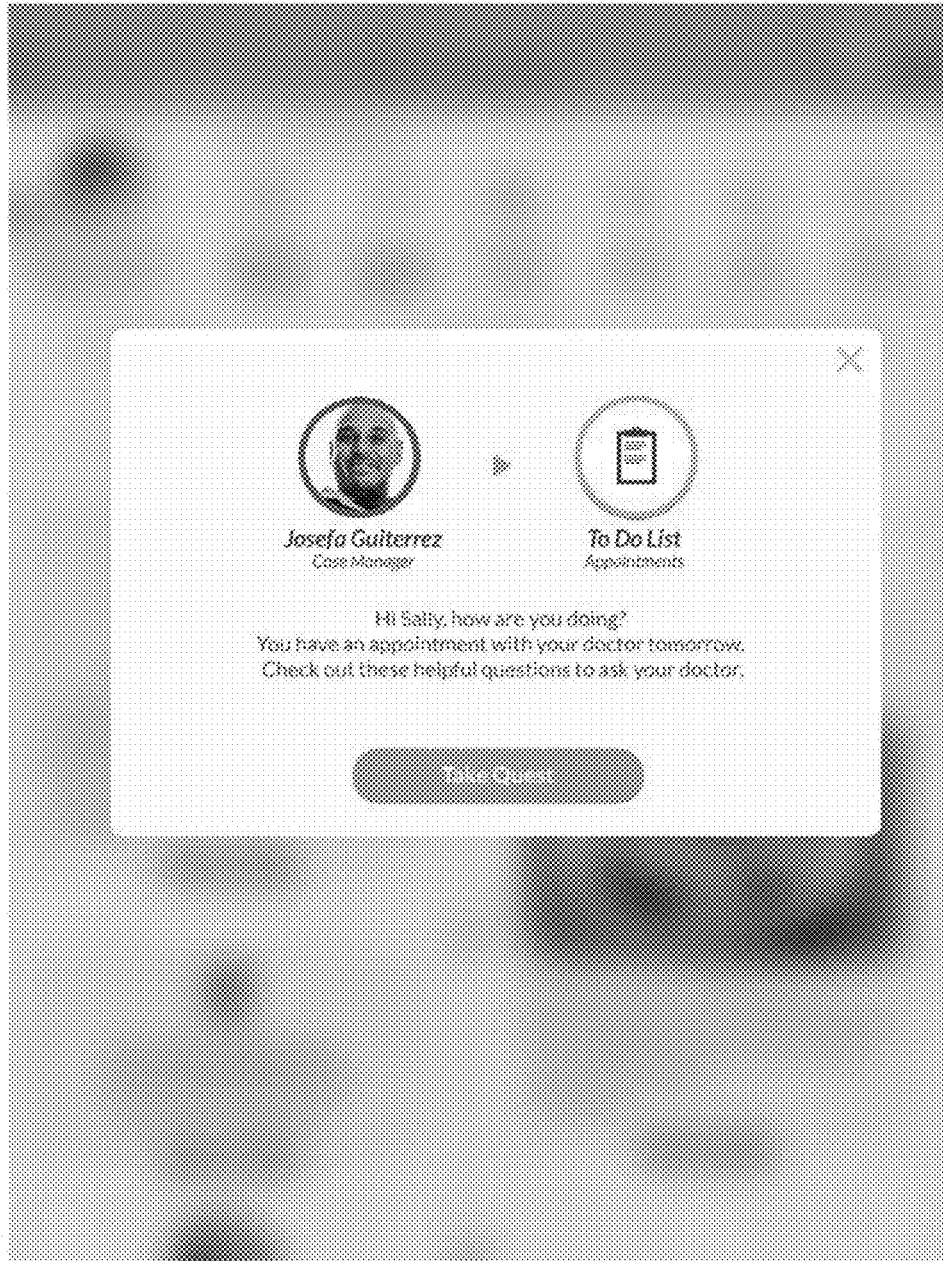 Josefa Guiterrez
Case Manager
To Do List
Appointments
Hi Sally, how are you doing?
You have an appointment with your doctor tomorrow.
Check out these helpful questions to ask your doctor.